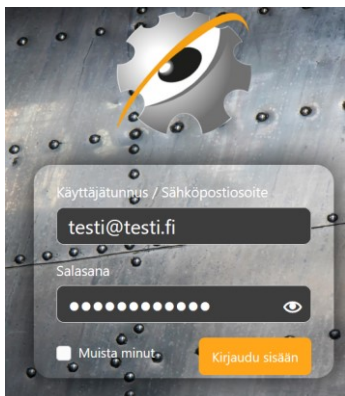 Käyttäjätunnus / Sähköpostiosoite
testi@testi.fi
Salasana
●●●●●●●●●●●●
Muista minut
Kirjaudu sisään